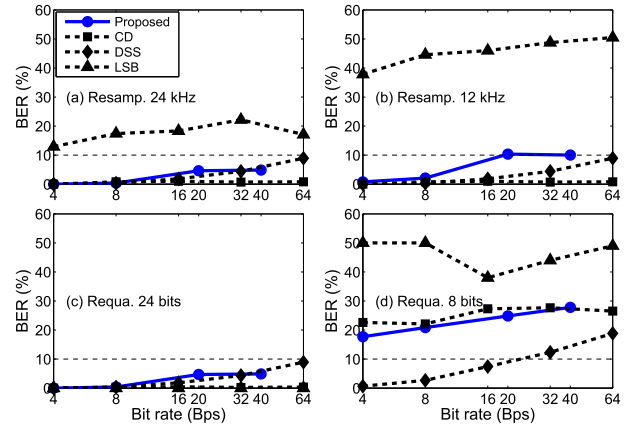 BER (%)
60
50
40
30
20
10
0
Proposed
CD
DSS
LSB
(a) Resamp. 24 kHz
4 8 16 20 32 40 64
BER (%)
60
50
40
30
20
10
0
(b) Resamp. 12 kHz
4 8 16 20 32 40 64
BER (%)
60
50
40
30
20
10
0
(c) Requa. 24 bits
4 8 16 20 32 40 64
Bit rate (Bps)
BER (%)
60
50
40
30
20
10
0
(d) Requa. 8 bits
4 8 16 20 32 40 64
Bit rate (Bps)